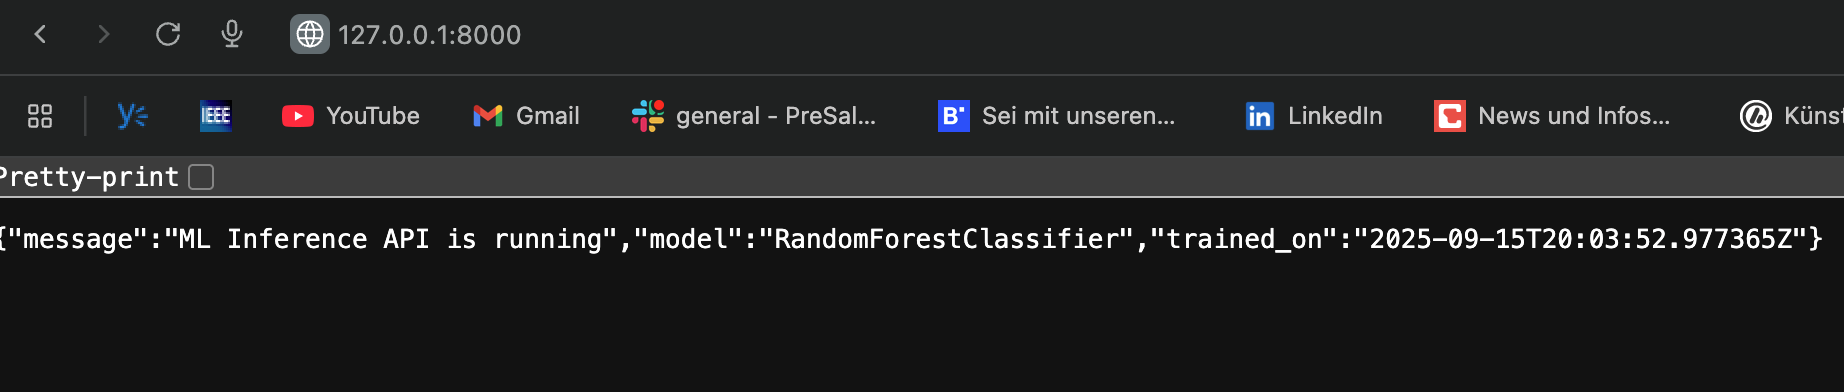 127.0.0.1:8000
IEEE YouTube Gmail general - PreSal... B Sei mit unseren... in LinkedIn News und Infos... Küns
Pretty-print
{"message":"ML Inference API is running","model":"RandomForestClassifier","trained_on":"2025-09-15T20:03:52.977365Z"}